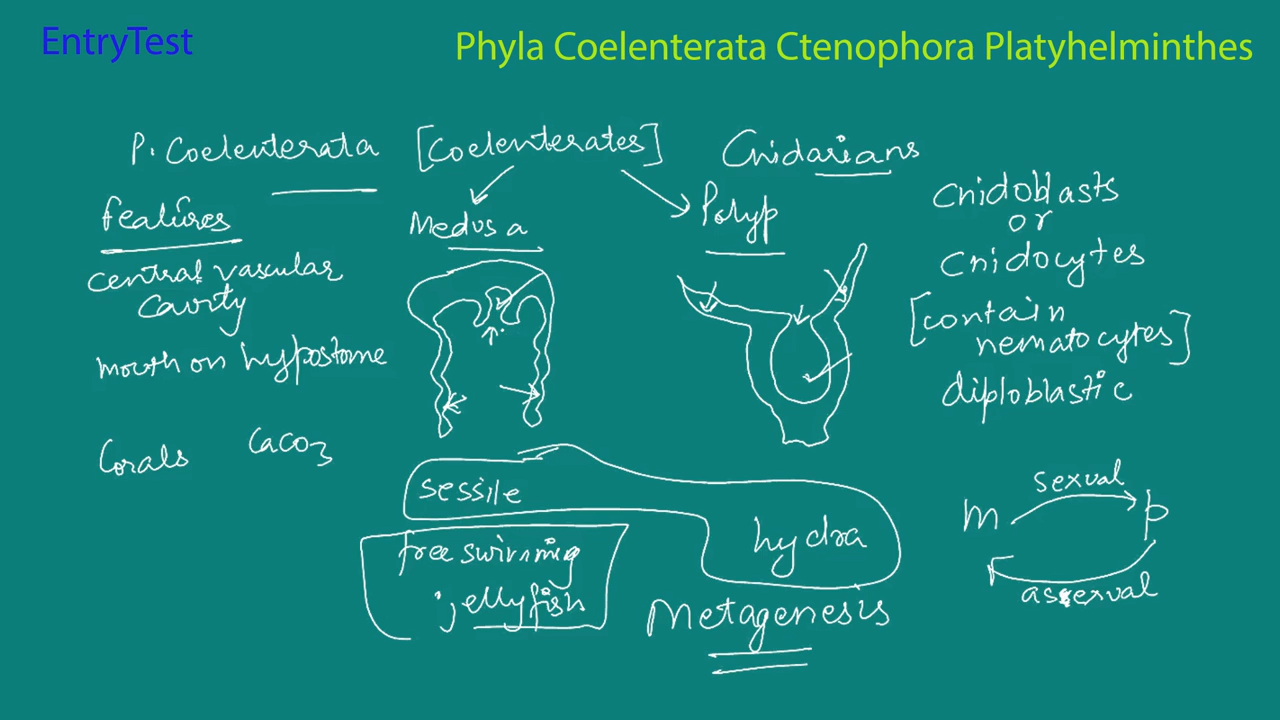 EntryTest
Phyla Coelenterata Ctenophora Platyhelminthes
P. Coelenterata [Coelenterates] Cnidarians
features
central vascular
cavity
mouth on hypostome
Corals CaCO3
Medusa
Polyp
Cnidoblasts
or
Cnidocytes
[contain
nematocytes]
diploblastic
sessile
hydra
free swimming
jellyfish
Metagenesis
sexual
m p
asexual